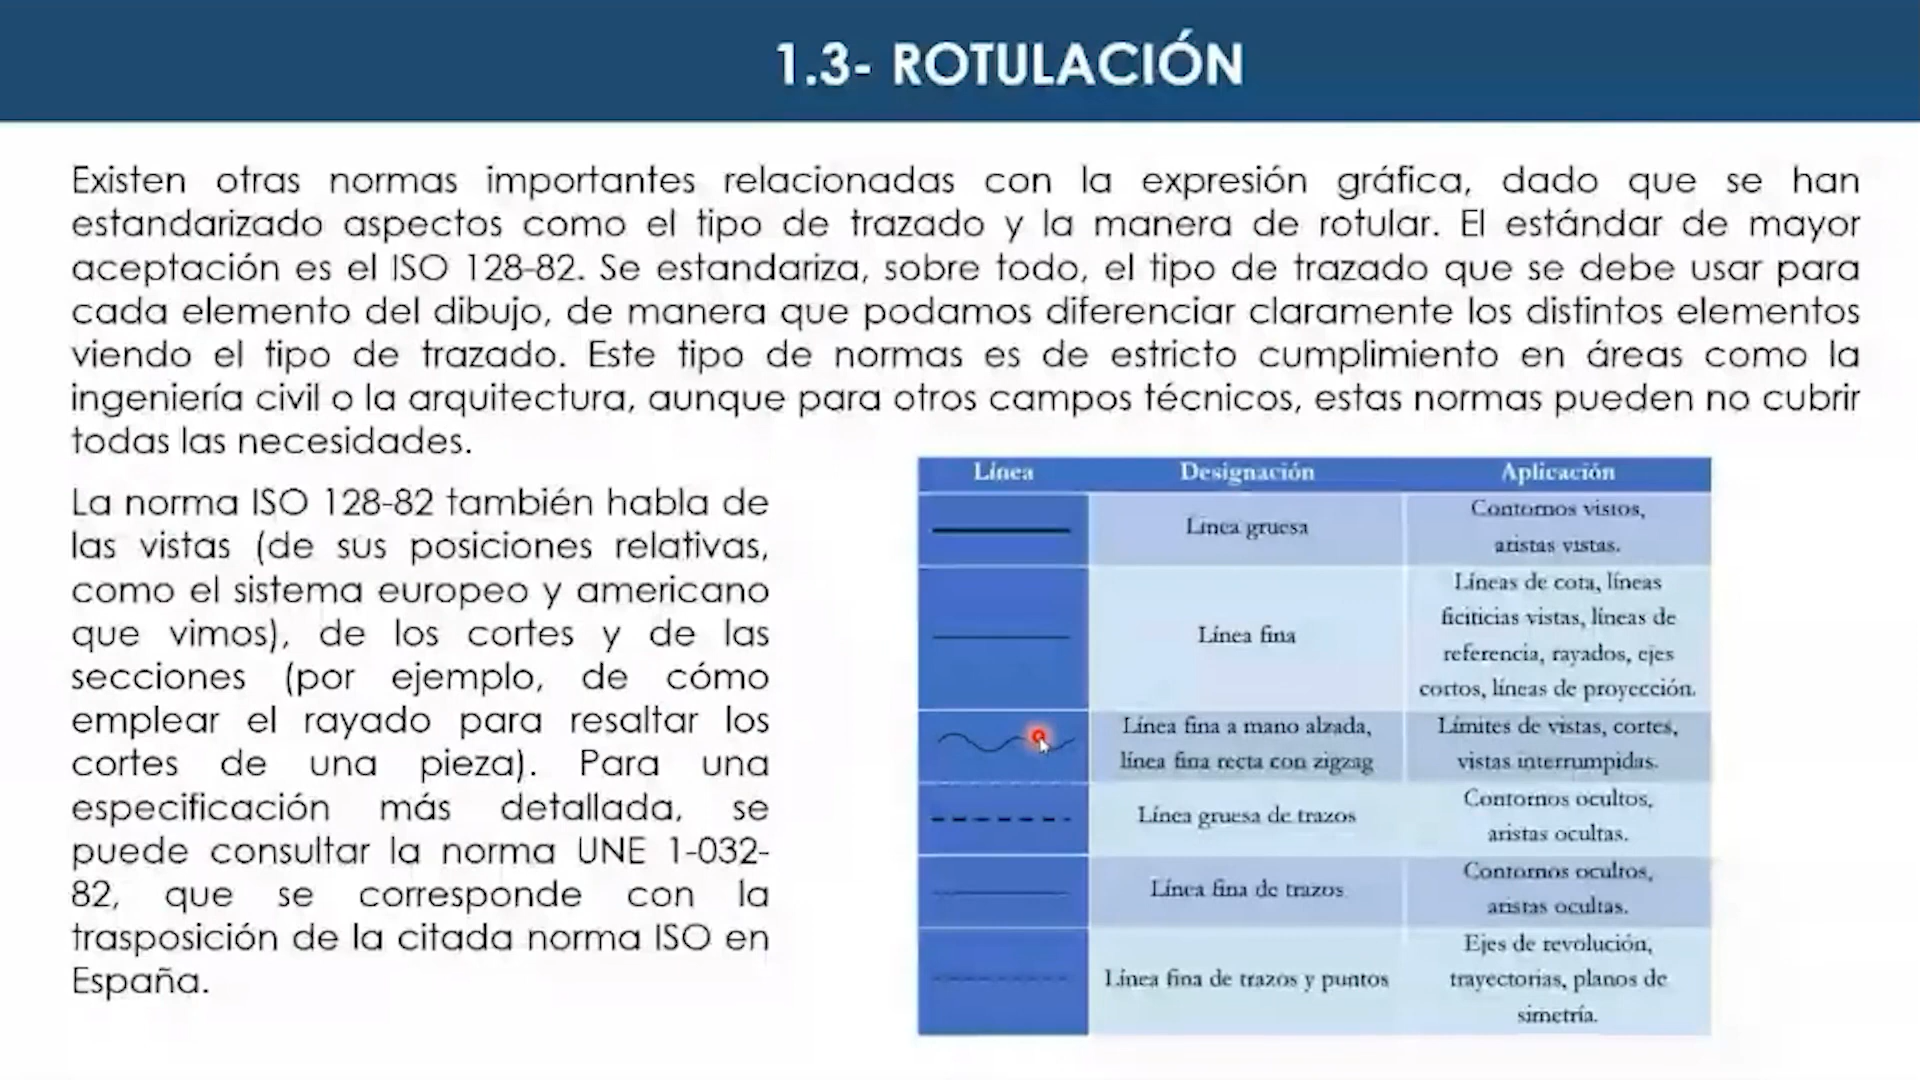 1.3- ROTULACIÓN
Existen otras normas importantes relacionadas con la expresión gráfica, dado que se han
estandarizado aspectos como el tipo de trazado y la manera de rotular. El estándar de mayor
aceptación es el ISO 128-82. Se estandariza, sobre todo, el tipo de trazado que se debe usar para
cada elemento del dibujo, de manera que podamos diferenciar claramente los distintos elementos
viendo el tipo de trazado. Este tipo de normas es de estricto cumplimiento en áreas como la
ingeniería civil o la arquitectura, aunque para otros campos técnicos, estas normas pueden no cubrir
todas las necesidades.
La norma ISO 128-82 también habla de
las vistas (de sus posiciones relativas,
como el sistema europeo y americano
que vimos), de los cortes y de las
secciones (por ejemplo, de cómo
emplear el rayado para resaltar los
cortes de una pieza). Para una
especificación más detallada, se
puede consultar la norma UNE 1-032-
82, que se corresponde con la
trasposición de la citada norma ISO en
España.
Línea Designación Aplicación
Línea gruesa
Contornos vistos,
aristas vistas.
Línea fina
Líneas de cota, líneas
ficiticias vistas, líneas de
referencia, rayados, ejes
cortos, líneas de proyección.
Línea fina a mano alzada,
línea fina recta con zigzag
Límites de vistas, cortes,
vistas interrumpidas.
Línea gruesa de trazos
Contornos ocultos,
aristas ocultas.
Línea fina de trazos
Contornos ocultos,
aristas ocultas.
Línea fina de trazos y puntos
Ejes de revolución,
trayectorias, planos de
simetría.